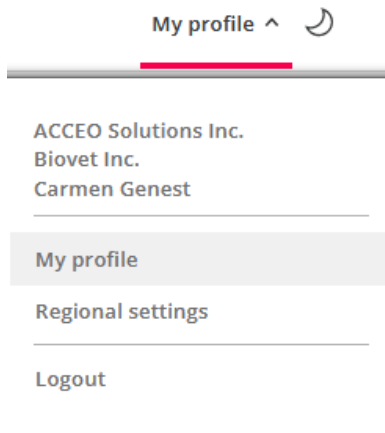 My profile
ACCEO Solutions Inc.
Biovet Inc.
Carmen Genest
My profile
Regional settings
Logout